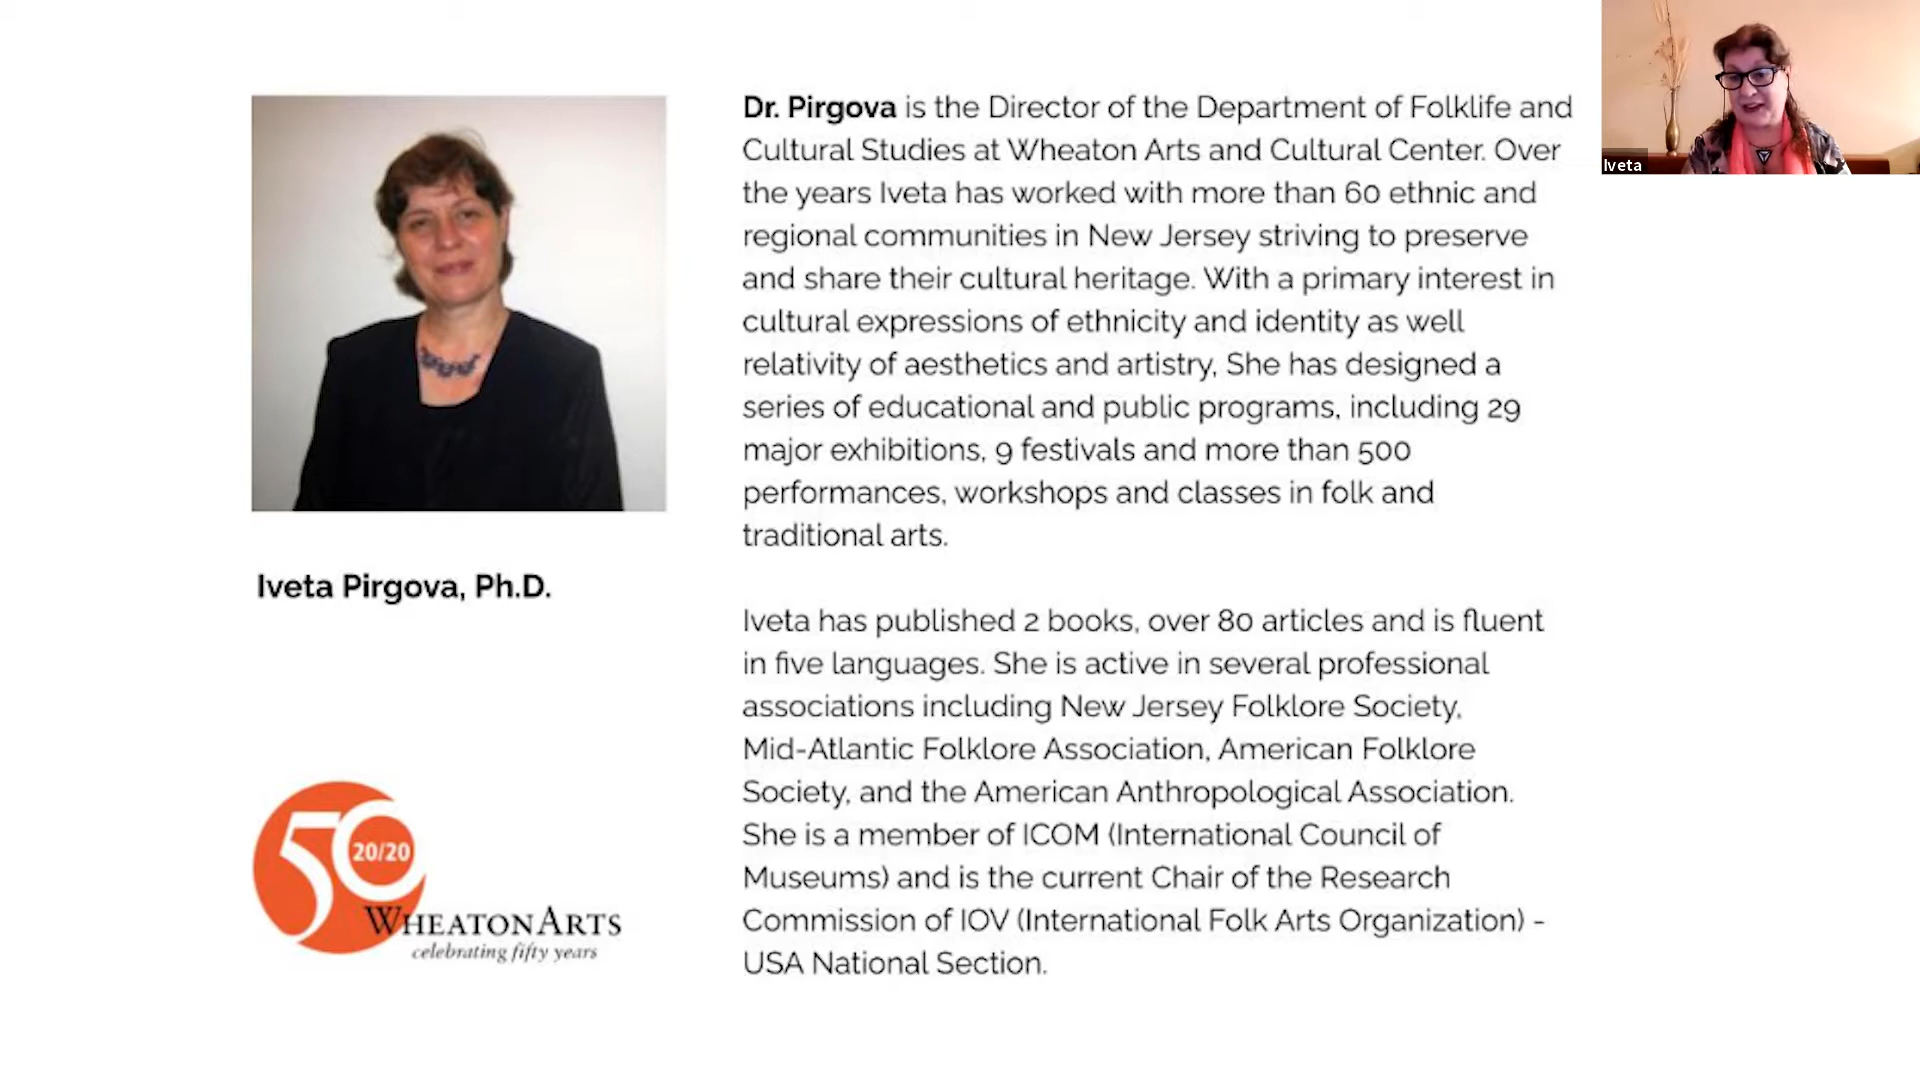 Dr. Pirgova is the Director of the Department of Folklife and
Cultural Studies at Wheaton Arts and Cultural Center. Over
the years Iveta has worked with more than 60 ethnic and
regional communities in New Jersey striving to preserve
and share their cultural heritage. With a primary interest in
cultural expressions of ethnicity and identity as well
relativity of aesthetics and artistry, She has designed a
series of educational and public programs, including 29
major exhibitions, 9 festivals and more than 500
performances, workshops and classes in folk and
traditional arts.
Iveta has published 2 books, over 80 articles and is fluent
in five languages. She is active in several professional
associations including New Jersey Folklore Society,
Mid-Atlantic Folklore Association, American Folklore
Society, and the American Anthropological Association.
She is a member of ICOM (International Council of
Museums) and is the current Chair of the Research
Commission of IOV (International Folk Arts Organization) -
USA National Section.
Iveta Pirgova, Ph.D.
50
20/20
WHEATONARTS
celebrating fifty years
Iveta